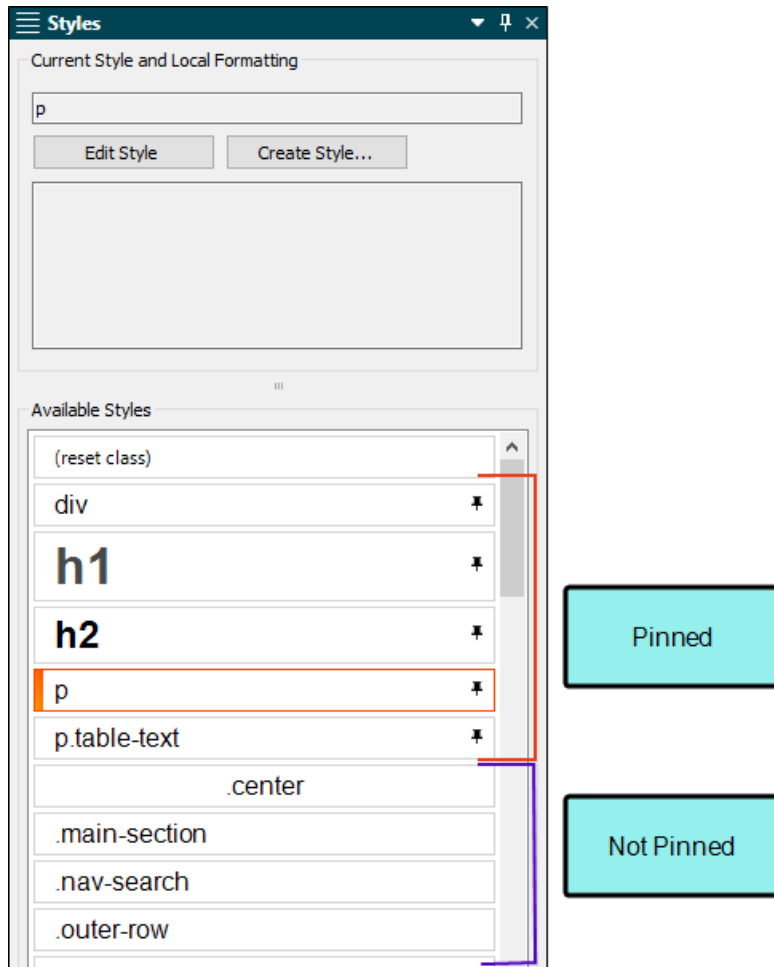 Styles
Current Style and Local Formatting
p
Edit Style
Create Style...
Available Styles
(reset class)
div
h1
h2
p
p.table-text
.center
.main-section
.nav-search
.outer-row
Pinned
Not Pinned